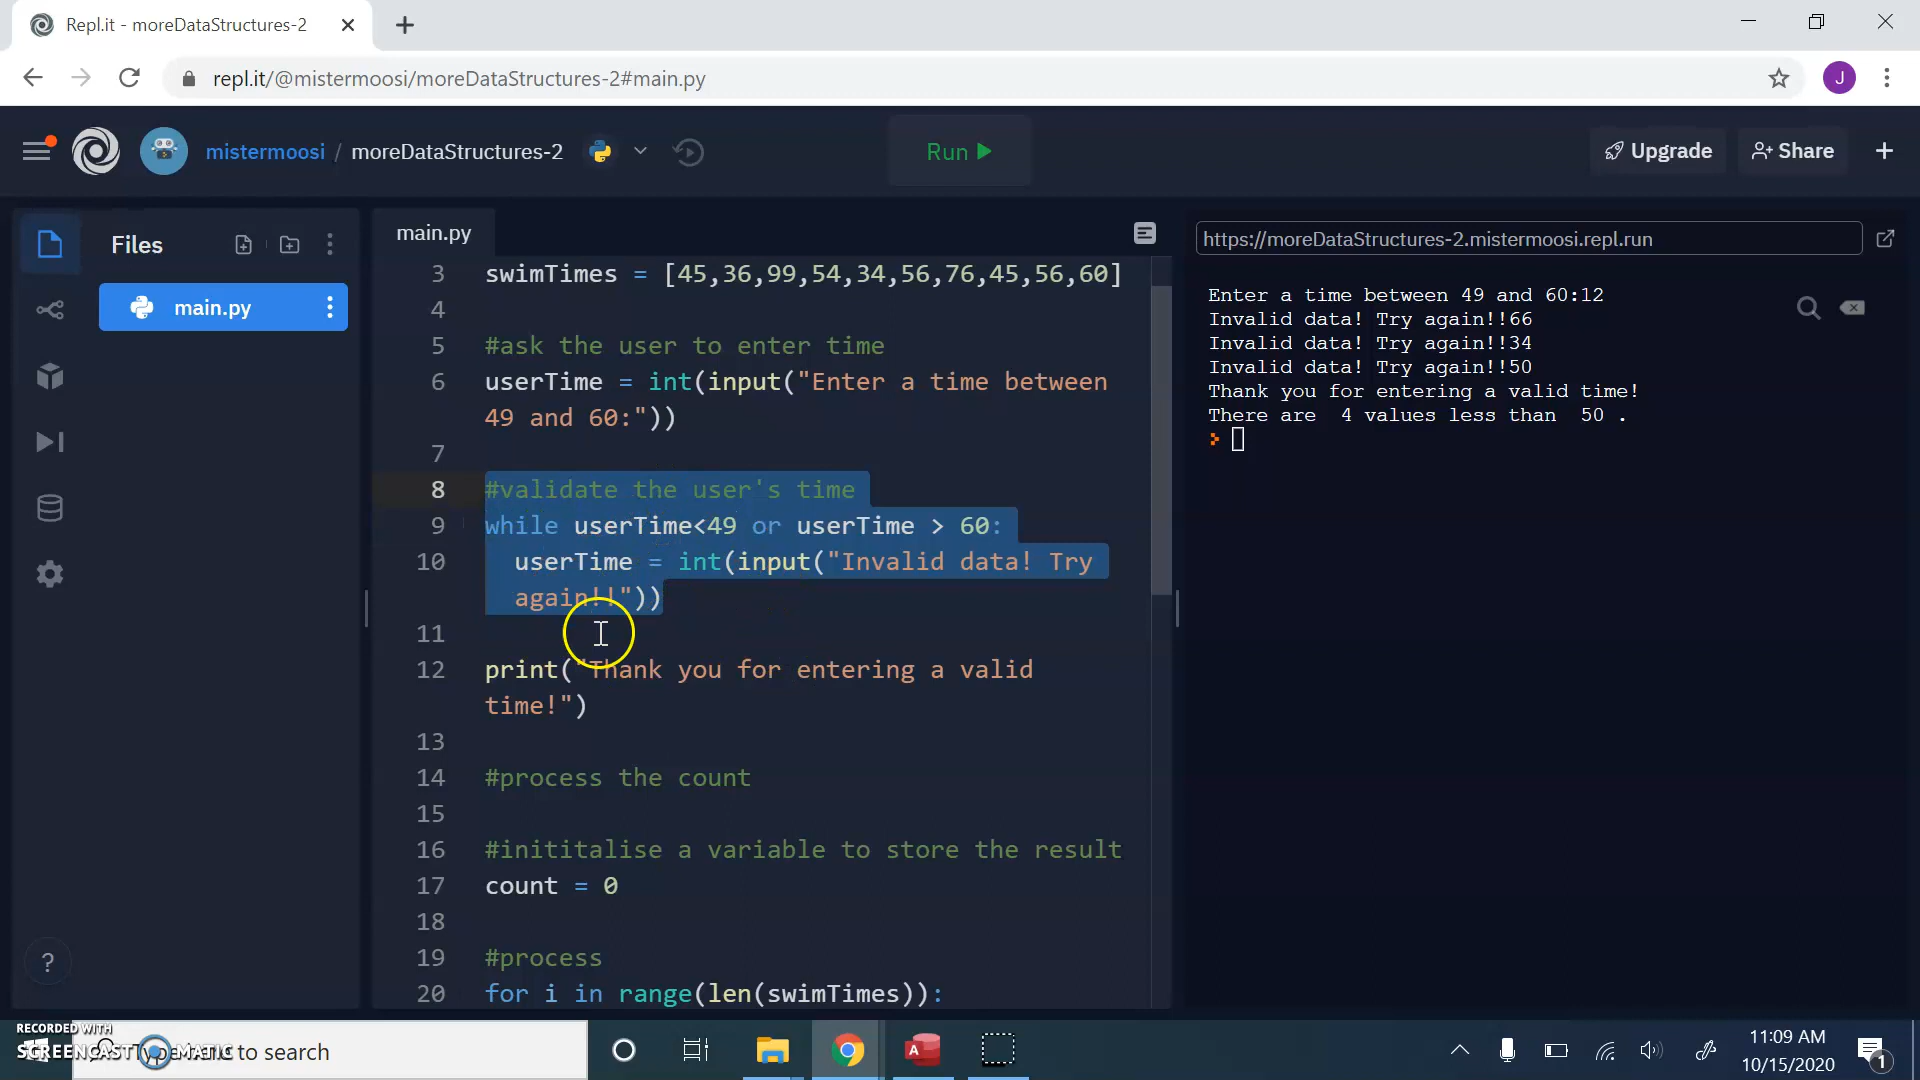 Repl.it - moreDataStructures-2
repl.it/@mistermoosi/moreDataStructures-2#main.py
J
mistermoosi / moreDataStructures-2
Run
Upgrade
Share
Files
main.py
main.py
3 swimTimes = [45,36,99,54,34,56,76,45,56,60]
4
5 #ask the user to enter time
6 userTime = int(input("Enter a time between
49 and 60:"))
7
8 #validate the user's time
9 while userTime<49 or userTime > 60:
10 userTime = int(input("Invalid data! Try
again!!"))
11
12 print("Thank you for entering a valid
time!")
13
14 #process the count
15
16 #inititalise a variable to store the result
17 count = 0
18
19 #process
20 for i in range(len(swimTimes)):
https://moreDataStructures-2.mistermoosi.repl.run
Enter a time between 49 and 60:12
Invalid data! Try again!!66
Invalid data! Try again!!34
Invalid data! Try again!!50
Thank you for entering a valid time!
There are  4 values less than  50 .
?
RECORDED WITH
SCREENCAST MATIC
Type here to search
A
11:09 AM
10/15/2020
1